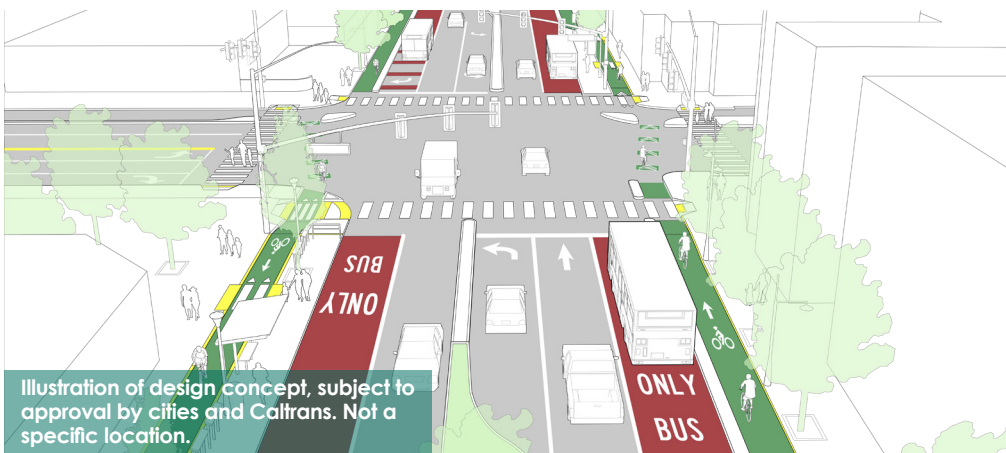 BUS
ONLY
ONLY
BUS
Illustration of design concept, subject to
approval by cities and Caltrans. Not a
specific location.